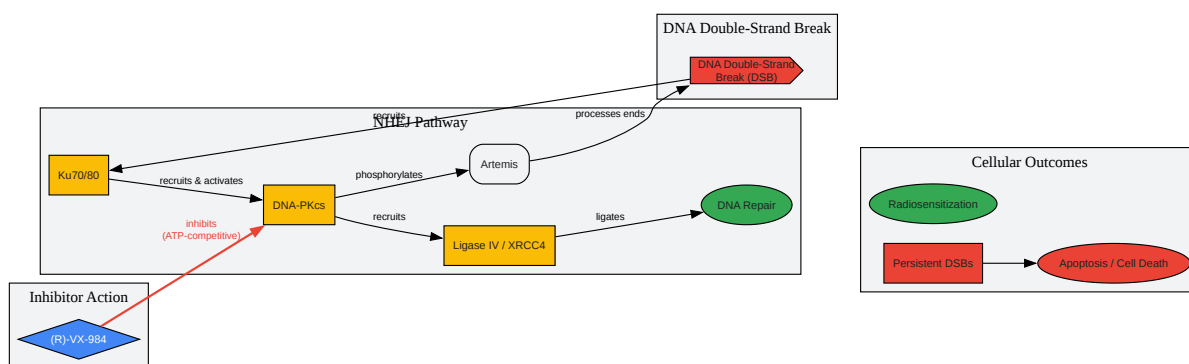 DNA Double-Strand Break
DNA Double-Strand
Break (DSB)
recruits
NHEJ Pathway
processes ends
Ku70/80
recruits & activates
DNA-PKcs
phosphorylates
Artemis
recruits
Ligase IV / XRCC4
ligates
DNA Repair
inhibits
(ATP-competitive)
Inhibitor Action
(R)-VX-984
Cellular Outcomes
Radiosensitization
Persistent DSBs
Apoptosis / Cell Death